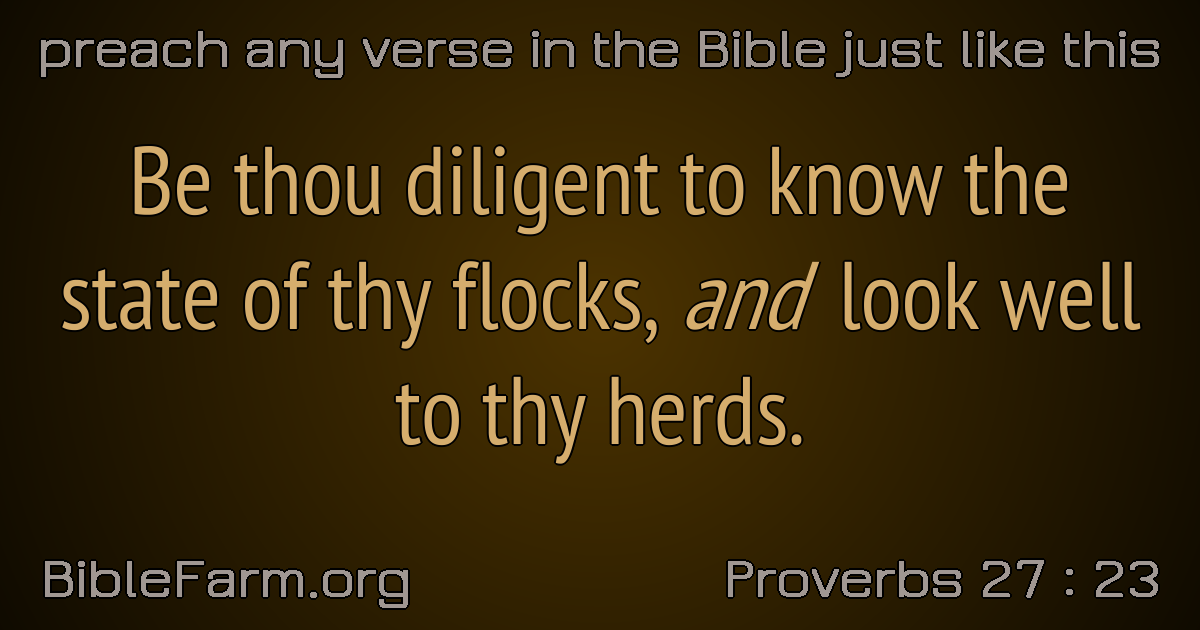 preach any verse in the Bible just like this
Be thou diligent to know the
state of thy flocks, and look well
to thy herds.
BibleFarm.org
Proverbs 27 : 23